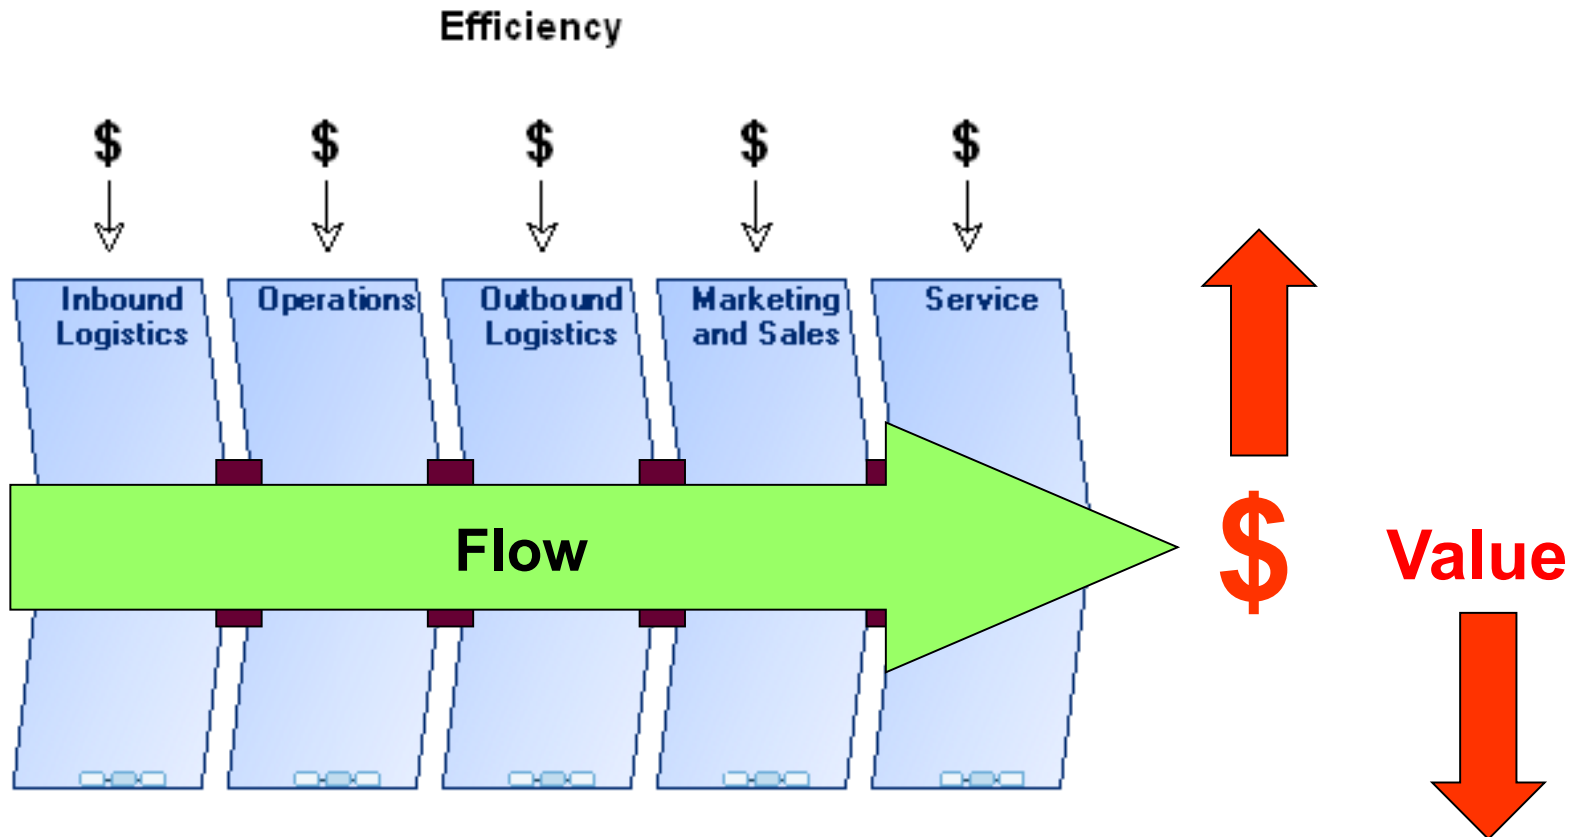 Efficiency
$ $ $ $ $
Inbound
Logistics
Operations
Outbound
Logistics
Marketing
and Sales
Service
Flow
$
Value